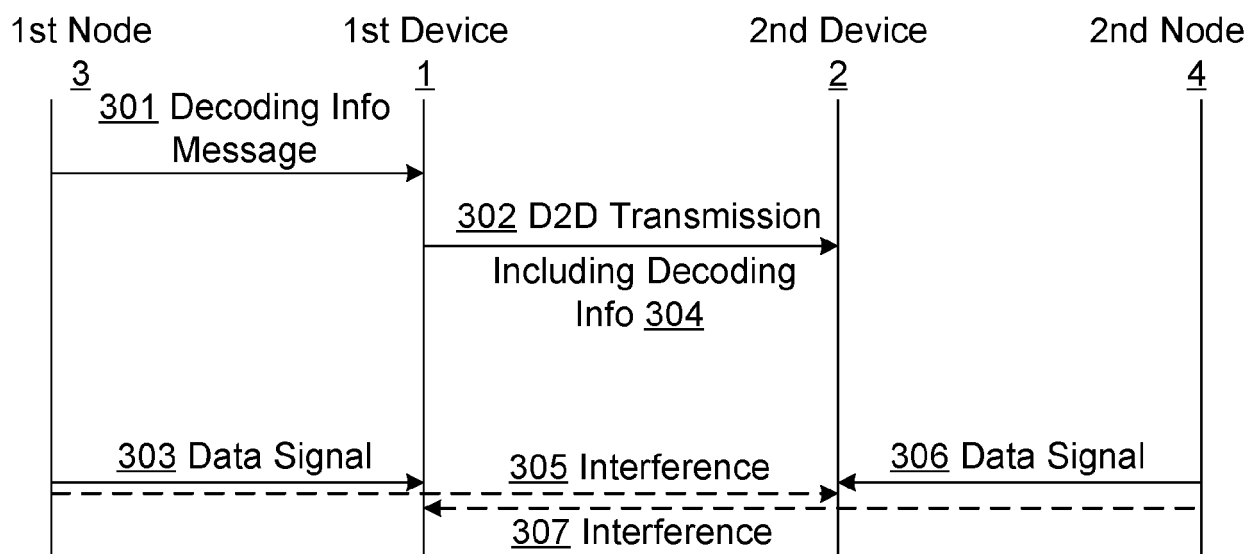 1st Node 1st Device 2nd Device 2nd Node
3 1 2 4
301 Decoding Info
Message
302 D2D Transmission
Including Decoding
Info 304
303 Data Signal 305 Interference 306 Data Signal
307 Interference